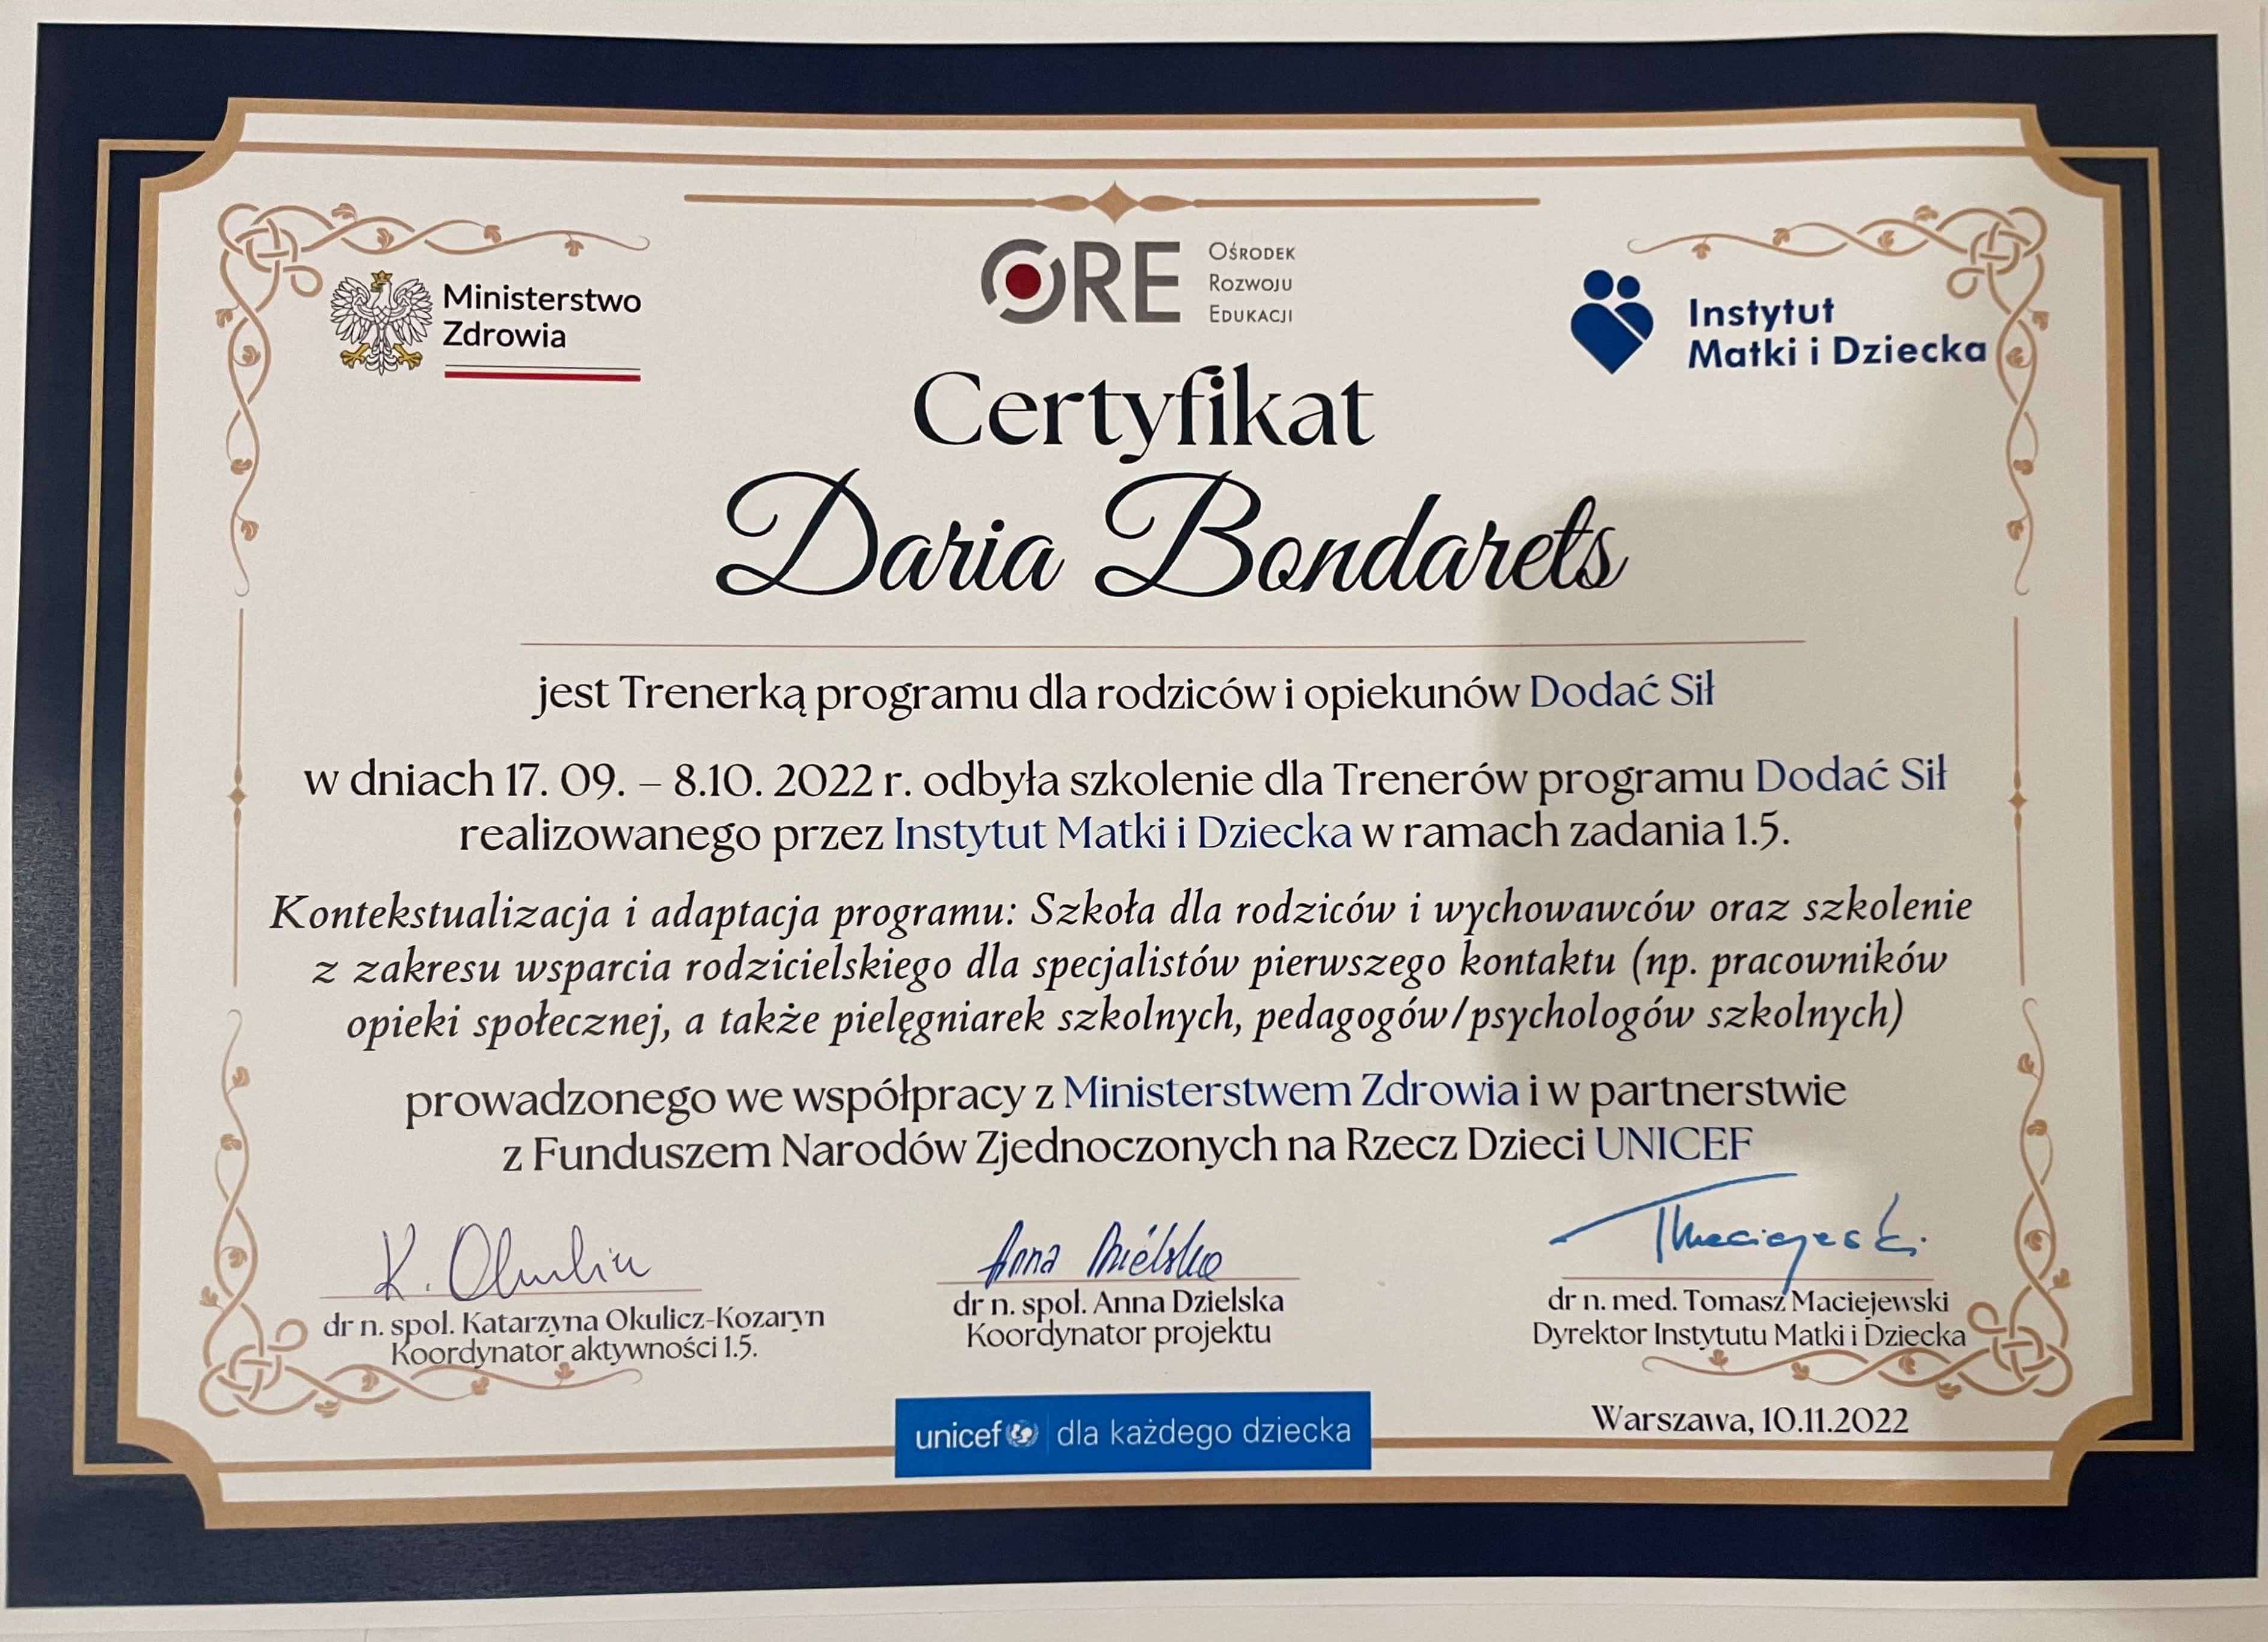 Ministerstwo
Zdrowia
ORE
OŚRODEK
ROZWOJU
EDUKACJI
Instytut
Matki i Dziecka
Certyfikat
Daria Bondarets
jest Trenerką programu dla rodziców i opiekunów Dodać Sił
w dniach 17. 09. – 8.10. 2022 r. odbyła szkolenie dla Trenerów programu Dodać Sił
realizowanego przez Instytut Matki i Dziecka w ramach zadania 1.5.
Kontekstualizacja i adaptacja programu: Szkoła dla rodziców i wychowawców oraz szkolenie
z zakresu wsparcia rodzicielskiego dla specjalistów pierwszego kontaktu (np. pracowników
opieki społecznej, a także pielęgniarek szkolnych, pedagogów/psychologów szkolnych)
prowadzonego we współpracy z Ministerstwem Zdrowia i w partnerstwie
z Funduszem Narodów Zjednoczonych na Rzecz Dzieci UNICEF
dr n. spol. Katarzyna Okulicz-Kozaryn
Koordynator aktywności 1.5.
Anna
dr n. spol. Anna Dzielska
Koordynator projektu
dr n. med. Tomasz Maciejewski
Dyrektor Instytutu Matki i Dziecka
unicef dla każdego dziecka
Warszawa, 10.11.2022